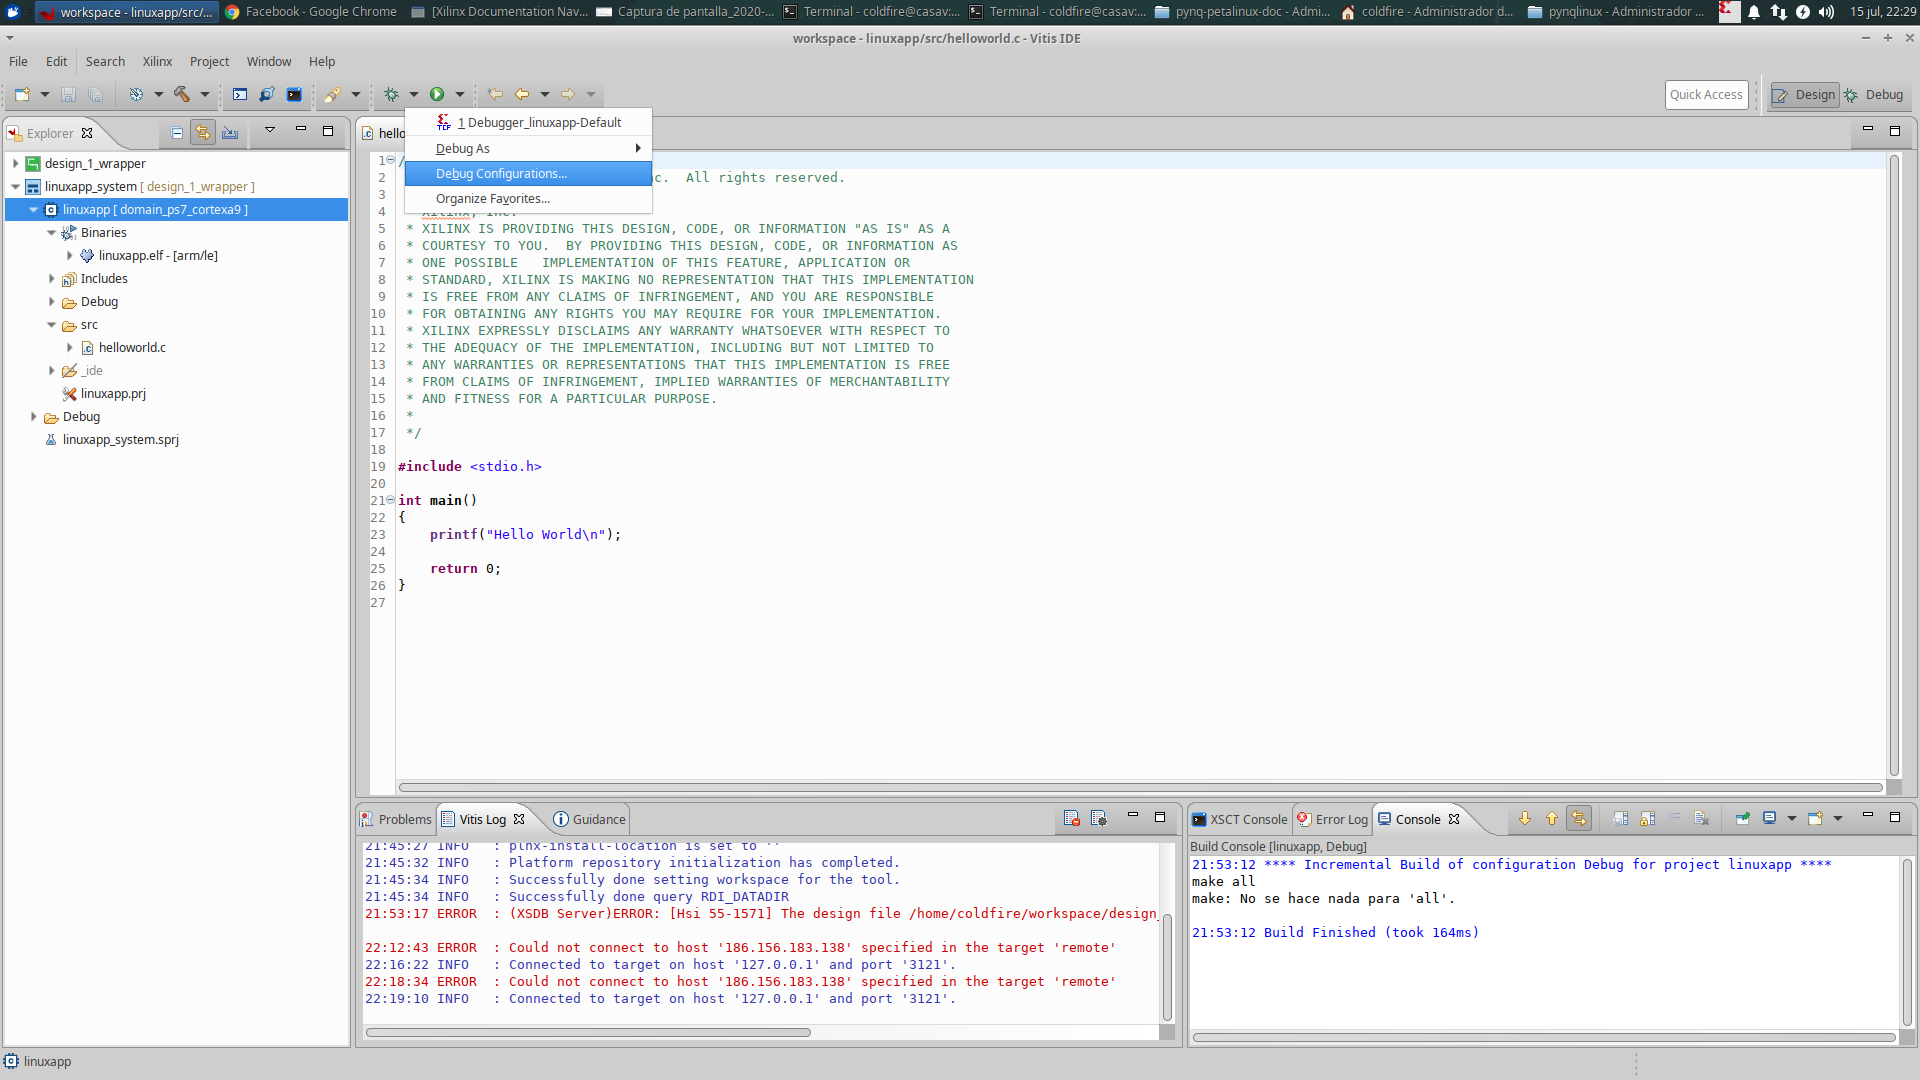 workspace - linuxapp/src/...
Facebook - Google Chrome
[Xilinx Documentation Nav...
Captura de pantalla_2020-...
Terminal - coldfire@casav:...
Terminal - coldfire@casav:...
pynq-petalinux-doc - Admi...
coldfire - Administrador d...
pynqlinux - Administrador ...
15 jul, 22:29
workspace - linuxapp/src/helloworld.c - Vitis IDE
File Edit Search Xilinx Project Window Help
Quick Access
Design
Debug
Explorer
design_1_wrapper
linuxapp_system [ design_1_wrapper ]
linuxapp [ domain_ps7_cortexa9 ]
Binaries
linuxapp.elf - [arm/le]
Includes
Debug
src
helloworld.c
_ide
linuxapp.prj
Debug
linuxapp_system.sprj
hello
1 Debugger_linuxapp-Default
Debug As
Debug Configurations...
Organize Favorites...
1 /
2 nc.  All rights reserved.
3
4 Xilinx, Inc.
5 * XILINX IS PROVIDING THIS DESIGN, CODE, OR INFORMATION "AS IS" AS A
6 * COURTESY TO YOU.  BY PROVIDING THIS DESIGN, CODE, OR INFORMATION AS
7 * ONE POSSIBLE   IMPLEMENTATION OF THIS FEATURE, APPLICATION OR
8 * STANDARD, XILINX IS MAKING NO REPRESENTATION THAT THIS IMPLEMENTATION
9 * IS FREE FROM ANY CLAIMS OF INFRINGEMENT, AND YOU ARE RESPONSIBLE
10 * FOR OBTAINING ANY RIGHTS YOU MAY REQUIRE FOR YOUR IMPLEMENTATION.
11 * XILINX EXPRESSLY DISCLAIMS ANY WARRANTY WHATSOEVER WITH RESPECT TO
12 * THE ADEQUACY OF THE IMPLEMENTATION, INCLUDING BUT NOT LIMITED TO
13 * ANY WARRANTIES OR REPRESENTATIONS THAT THIS IMPLEMENTATION IS FREE
14 * FROM CLAIMS OF INFRINGEMENT, IMPLIED WARRANTIES OF MERCHANTABILITY
15 * AND FITNESS FOR A PARTICULAR PURPOSE.
16 *
17 */
18
19 #include <stdio.h>
20
21 int main()
22 {
23     printf("Hello World\n");
24
25     return 0;
26 }
27
Problems
Vitis Log
Guidance
21:45:27 INFO  : plnx-install-location is set to ''
21:45:32 INFO  : Platform repository initialization has completed.
21:45:34 INFO  : Successfully done setting workspace for the tool.
21:45:34 INFO  : Successfully done query RDI_DATADIR
21:53:17 ERROR : (XSDB Server)ERROR: [Hsi 55-1571] The design file /home/coldfire/workspace/design_
22:12:43 ERROR : Could not connect to host '186.156.183.138' specified in the target 'remote'
22:16:22 INFO  : Connected to target on host '127.0.0.1' and port '3121'.
22:18:34 ERROR : Could not connect to host '186.156.183.138' specified in the target 'remote'
22:19:10 INFO  : Connected to target on host '127.0.0.1' and port '3121'.
XSCT Console
Error Log
Console
Build Console [linuxapp, Debug]
21:53:12 **** Incremental Build of configuration Debug for project linuxapp ****
make all
make: No se hace nada para 'all'.
21:53:12 Build Finished (took 164ms)
linuxapp